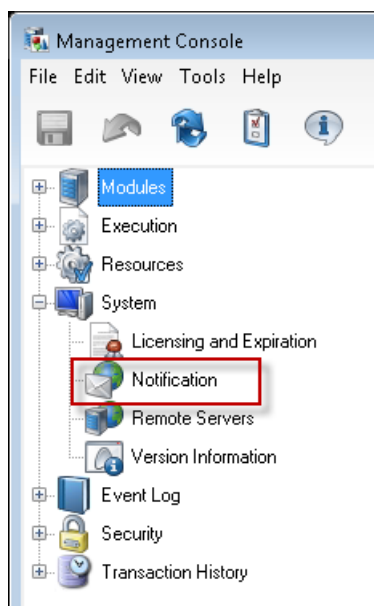 Management Console
File Edit View Tools Help
Modules
Execution
Resources
System
Licensing and Expiration
Notification
Remote Servers
Version Information
Event Log
Security
Transaction History